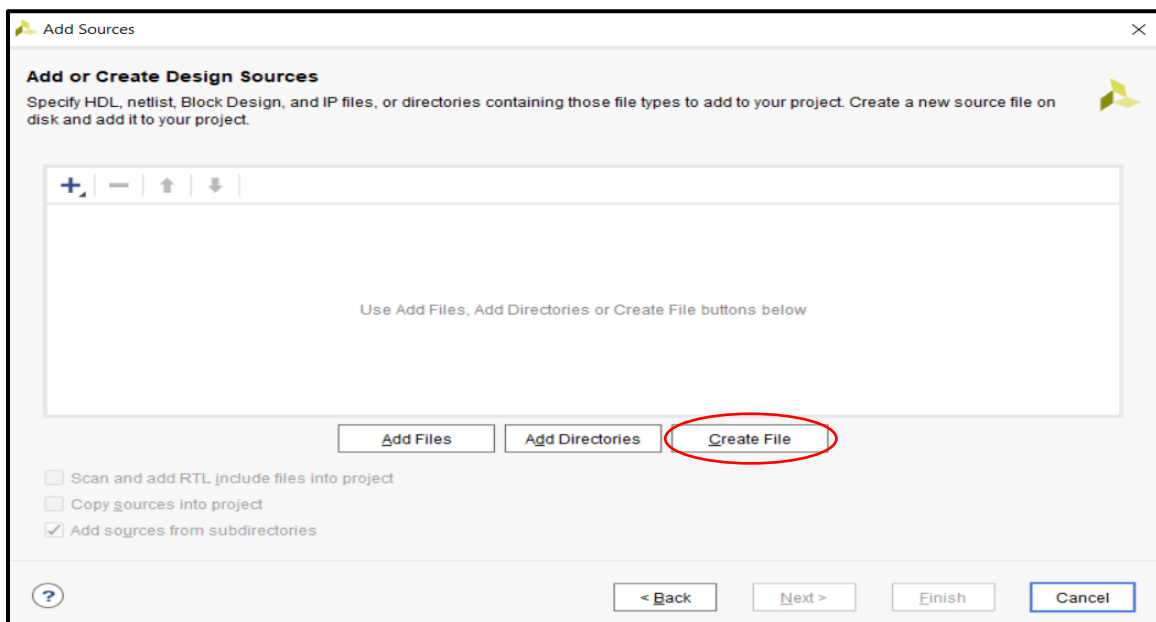 Add Sources
Add or Create Design Sources
Specify HDL, netlist, Block Design, and IP files, or directories containing those file types to add to your project. Create a new source file on
disk and add it to your project.
Use Add Files, Add Directories or Create File buttons below
Add Files
Add Directories
Create File
Scan and add RTL include files into project
Copy sources into project
Add sources from subdirectories
?
< Back
Next >
Finish
Cancel